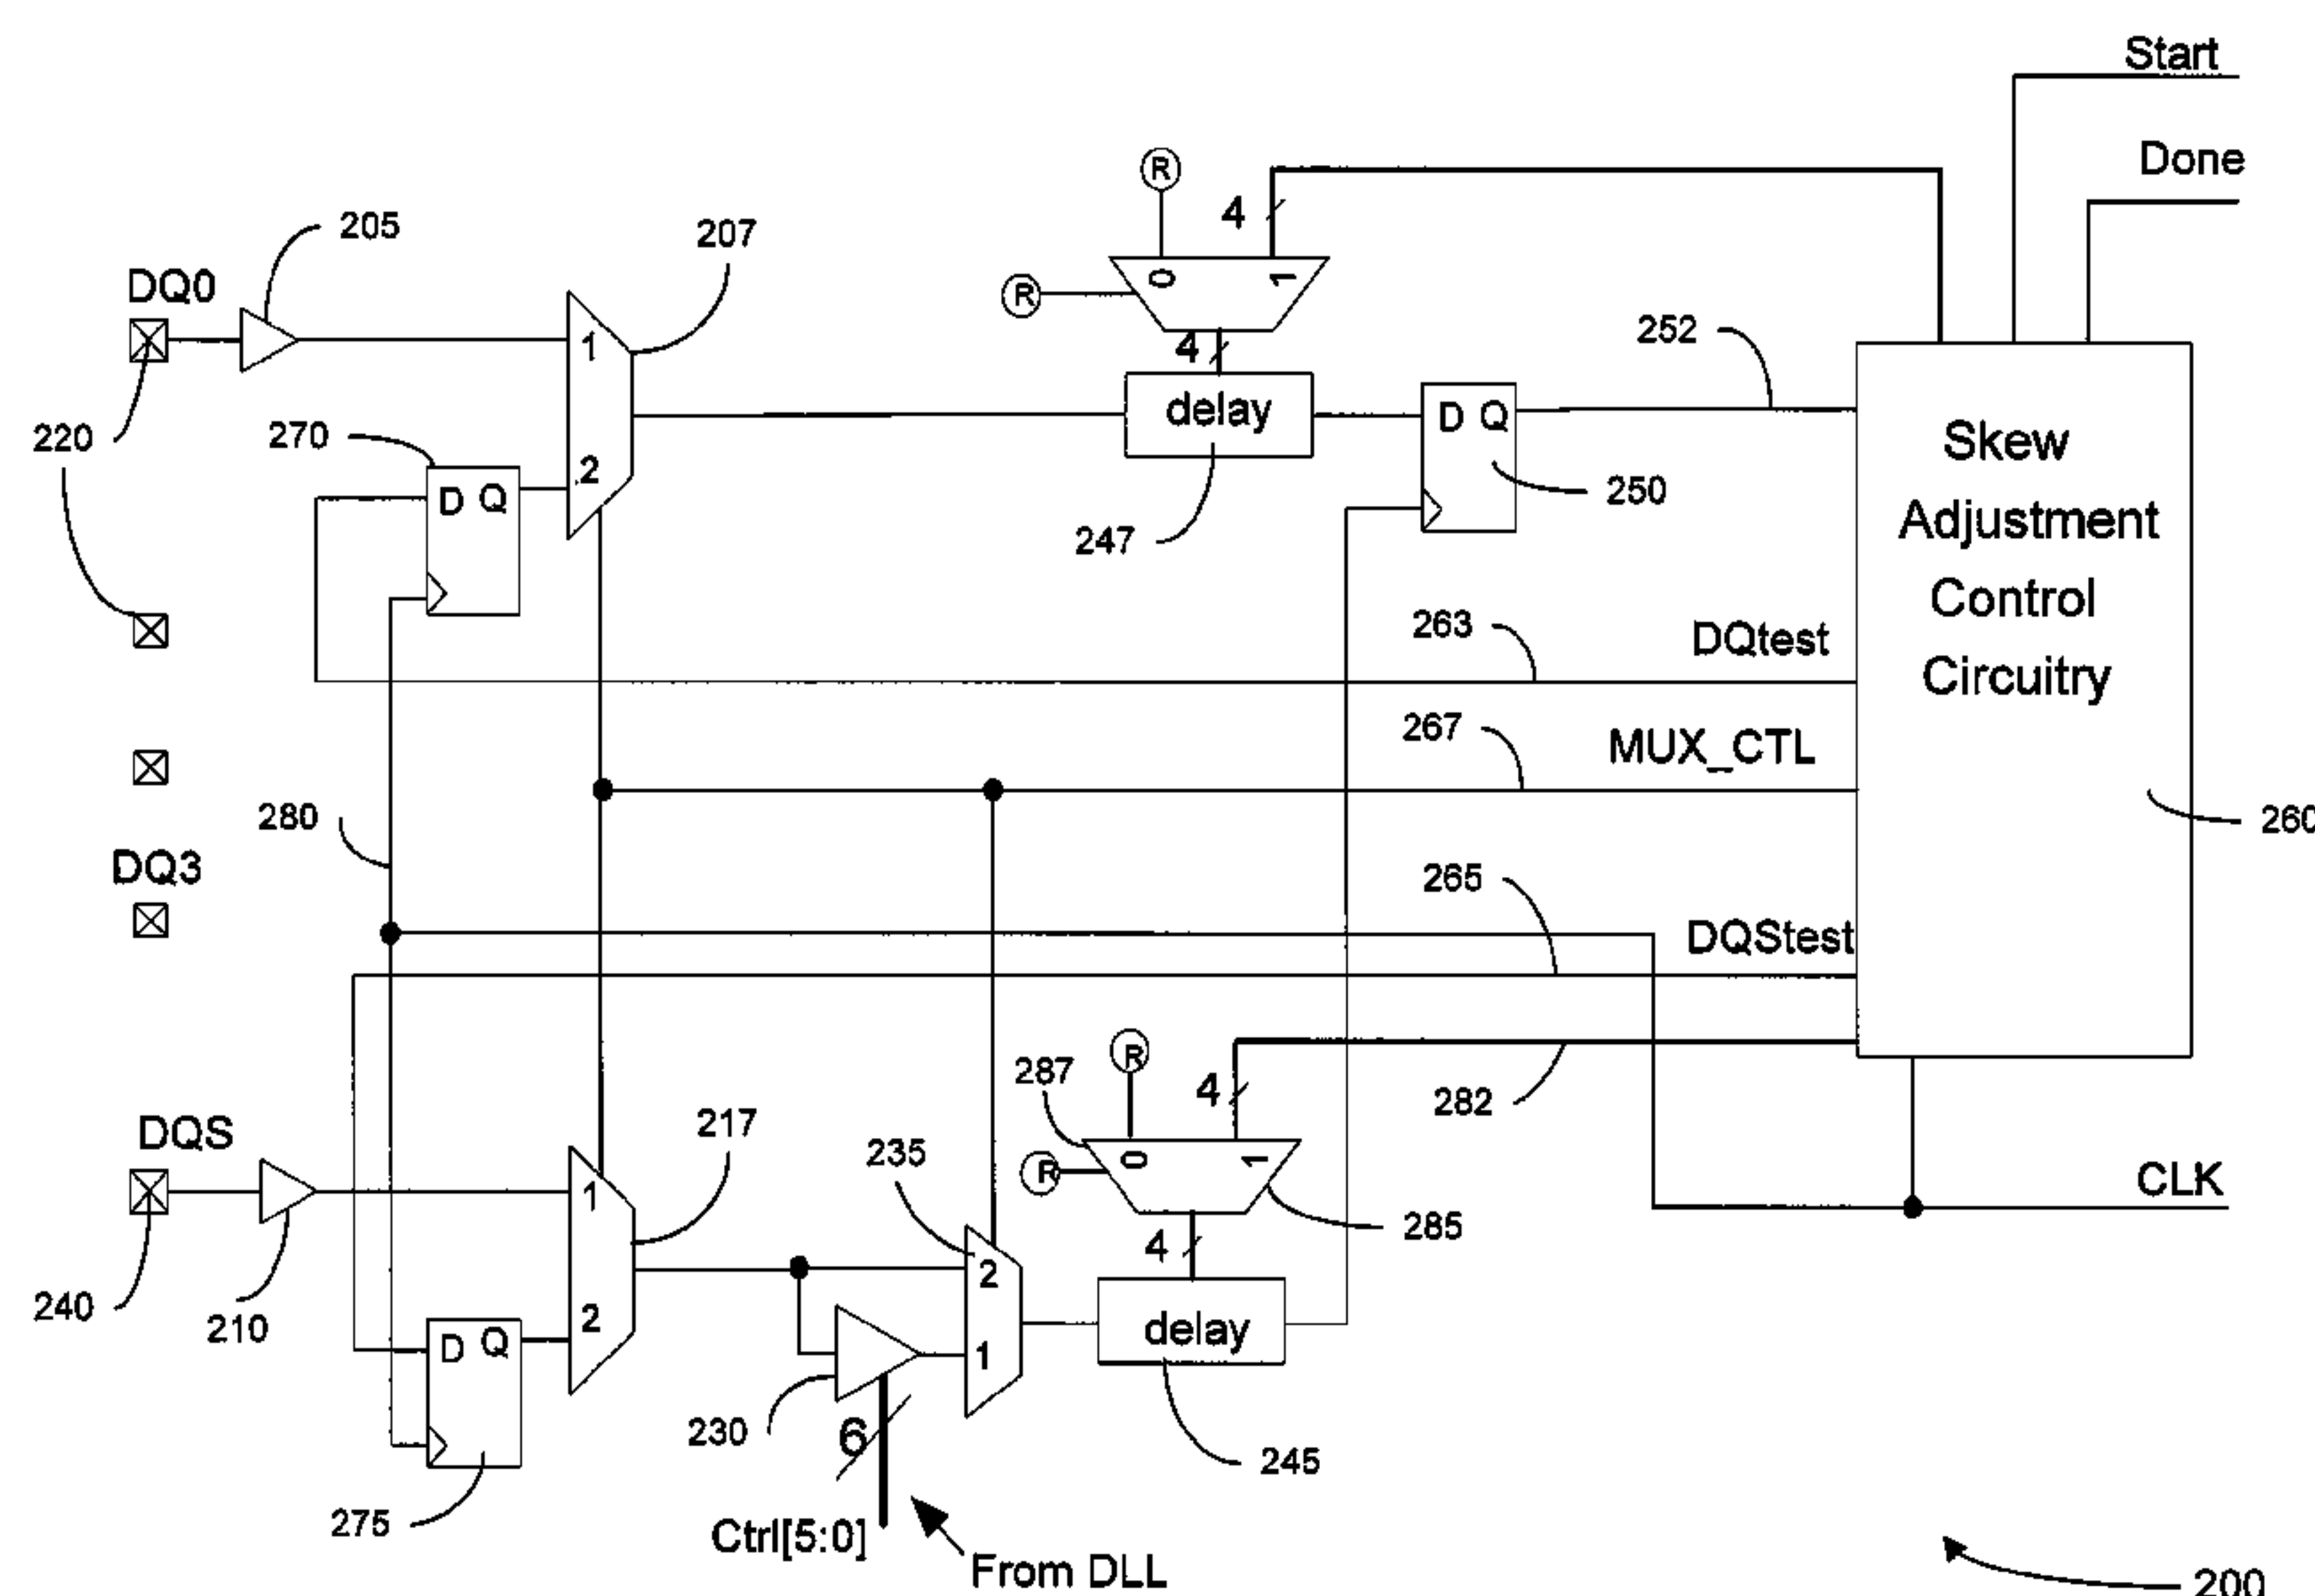 Start
Done
R
4
205
207
DQ0
R
0 1
1
4
252
220
270
delay
D Q
Skew
2
D Q
250
247
Adjustment
Control
263
DQtest
Circuitry
267
MUX_CTL
280
260
DQ3
265
DQStest
R
287
4
282
DQS
217
235
R
0 1
1
CLK
4
285
240
210
2
2
D Q
delay
1
230
6
245
275
Ctrl[5:0]
From DLL
200